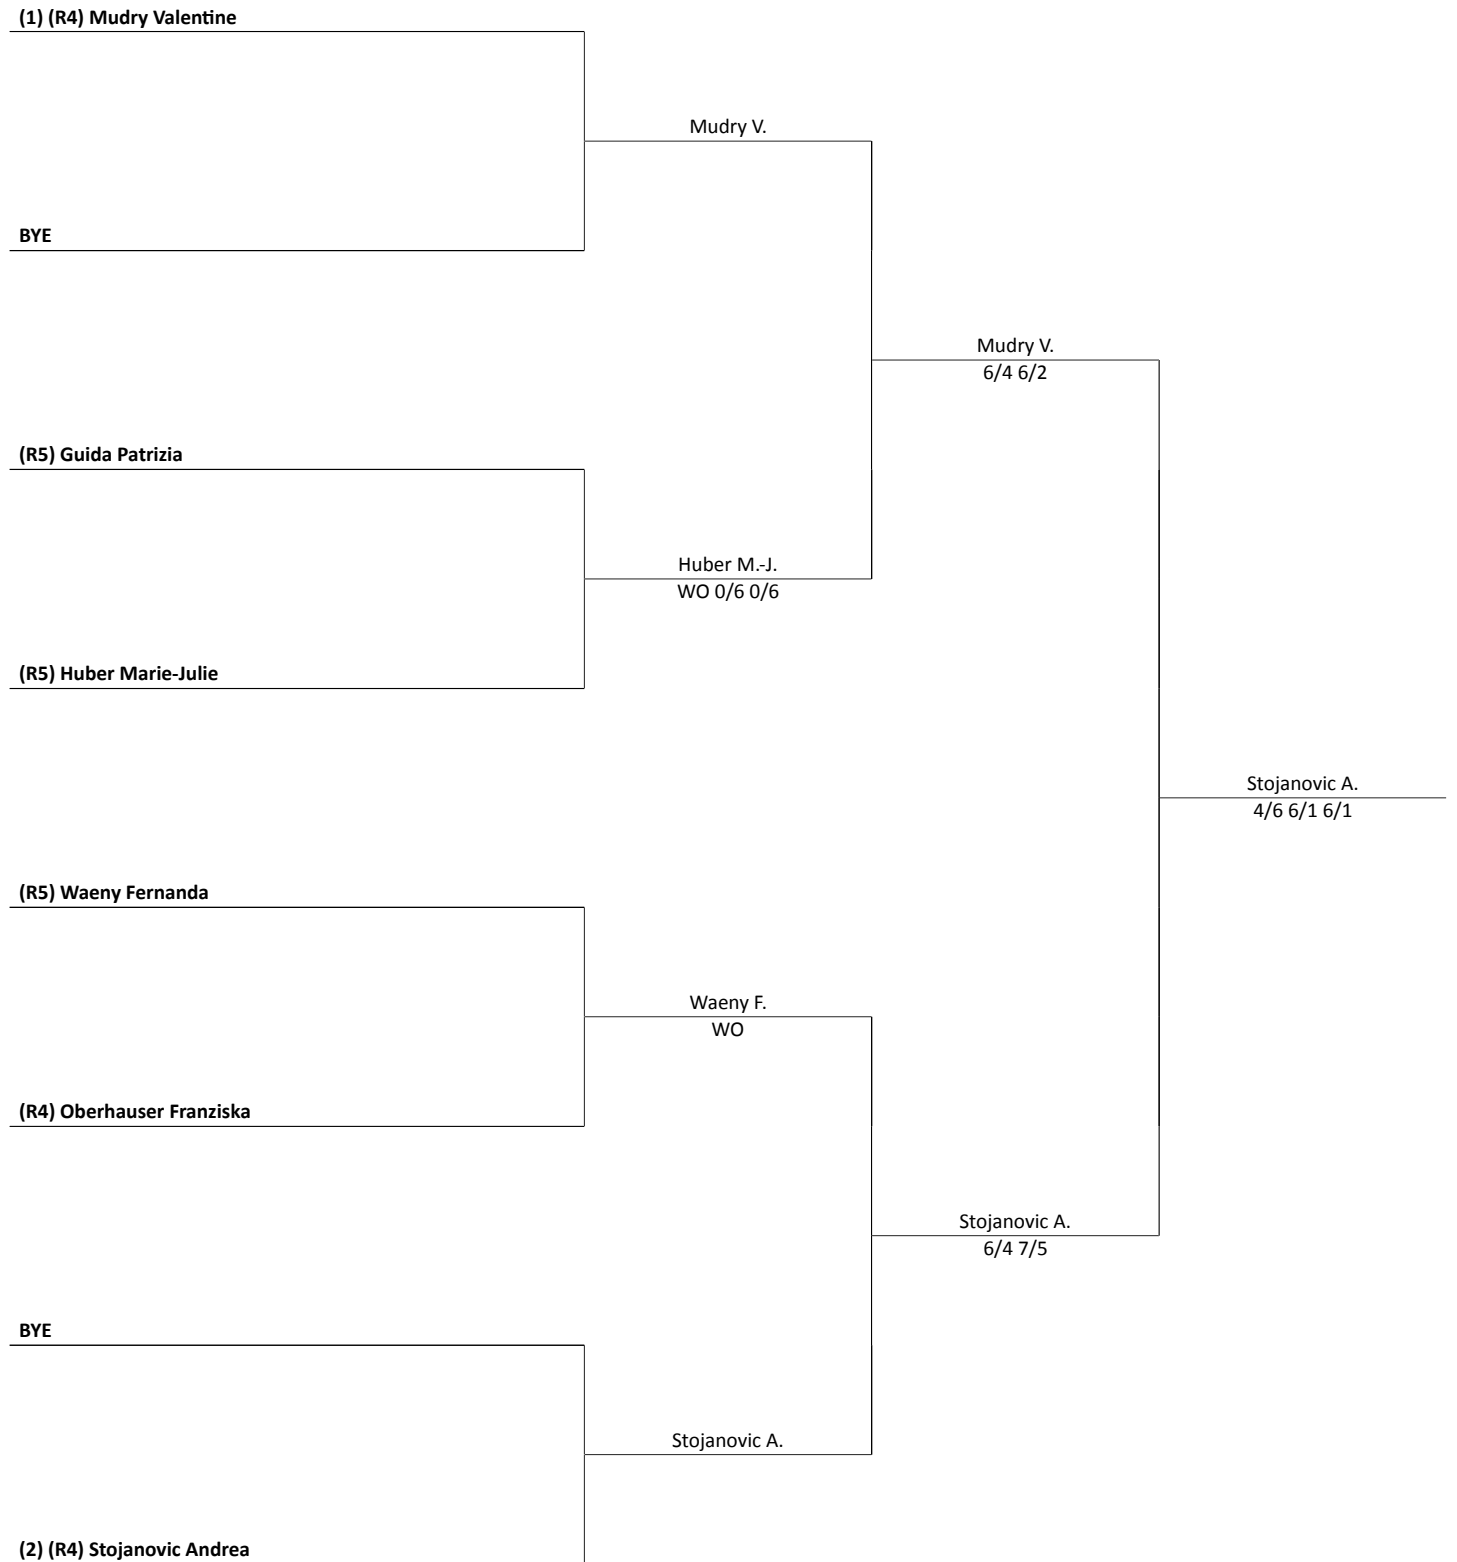 (1) (R4) Mudry Valentine
Mudry V.
BYE
Mudry V.
6/4 6/2
(R5) Guida Patrizia
Huber M.-J.
WO 0/6 0/6
(R5) Huber Marie-Julie
Stojanovic A.
4/6 6/1 6/1
(R5) Waeny Fernanda
Waeny F.
WO
(R4) Oberhauser Franziska
Stojanovic A.
6/4 7/5
BYE
Stojanovic A.
(2) (R4) Stojanovic Andrea